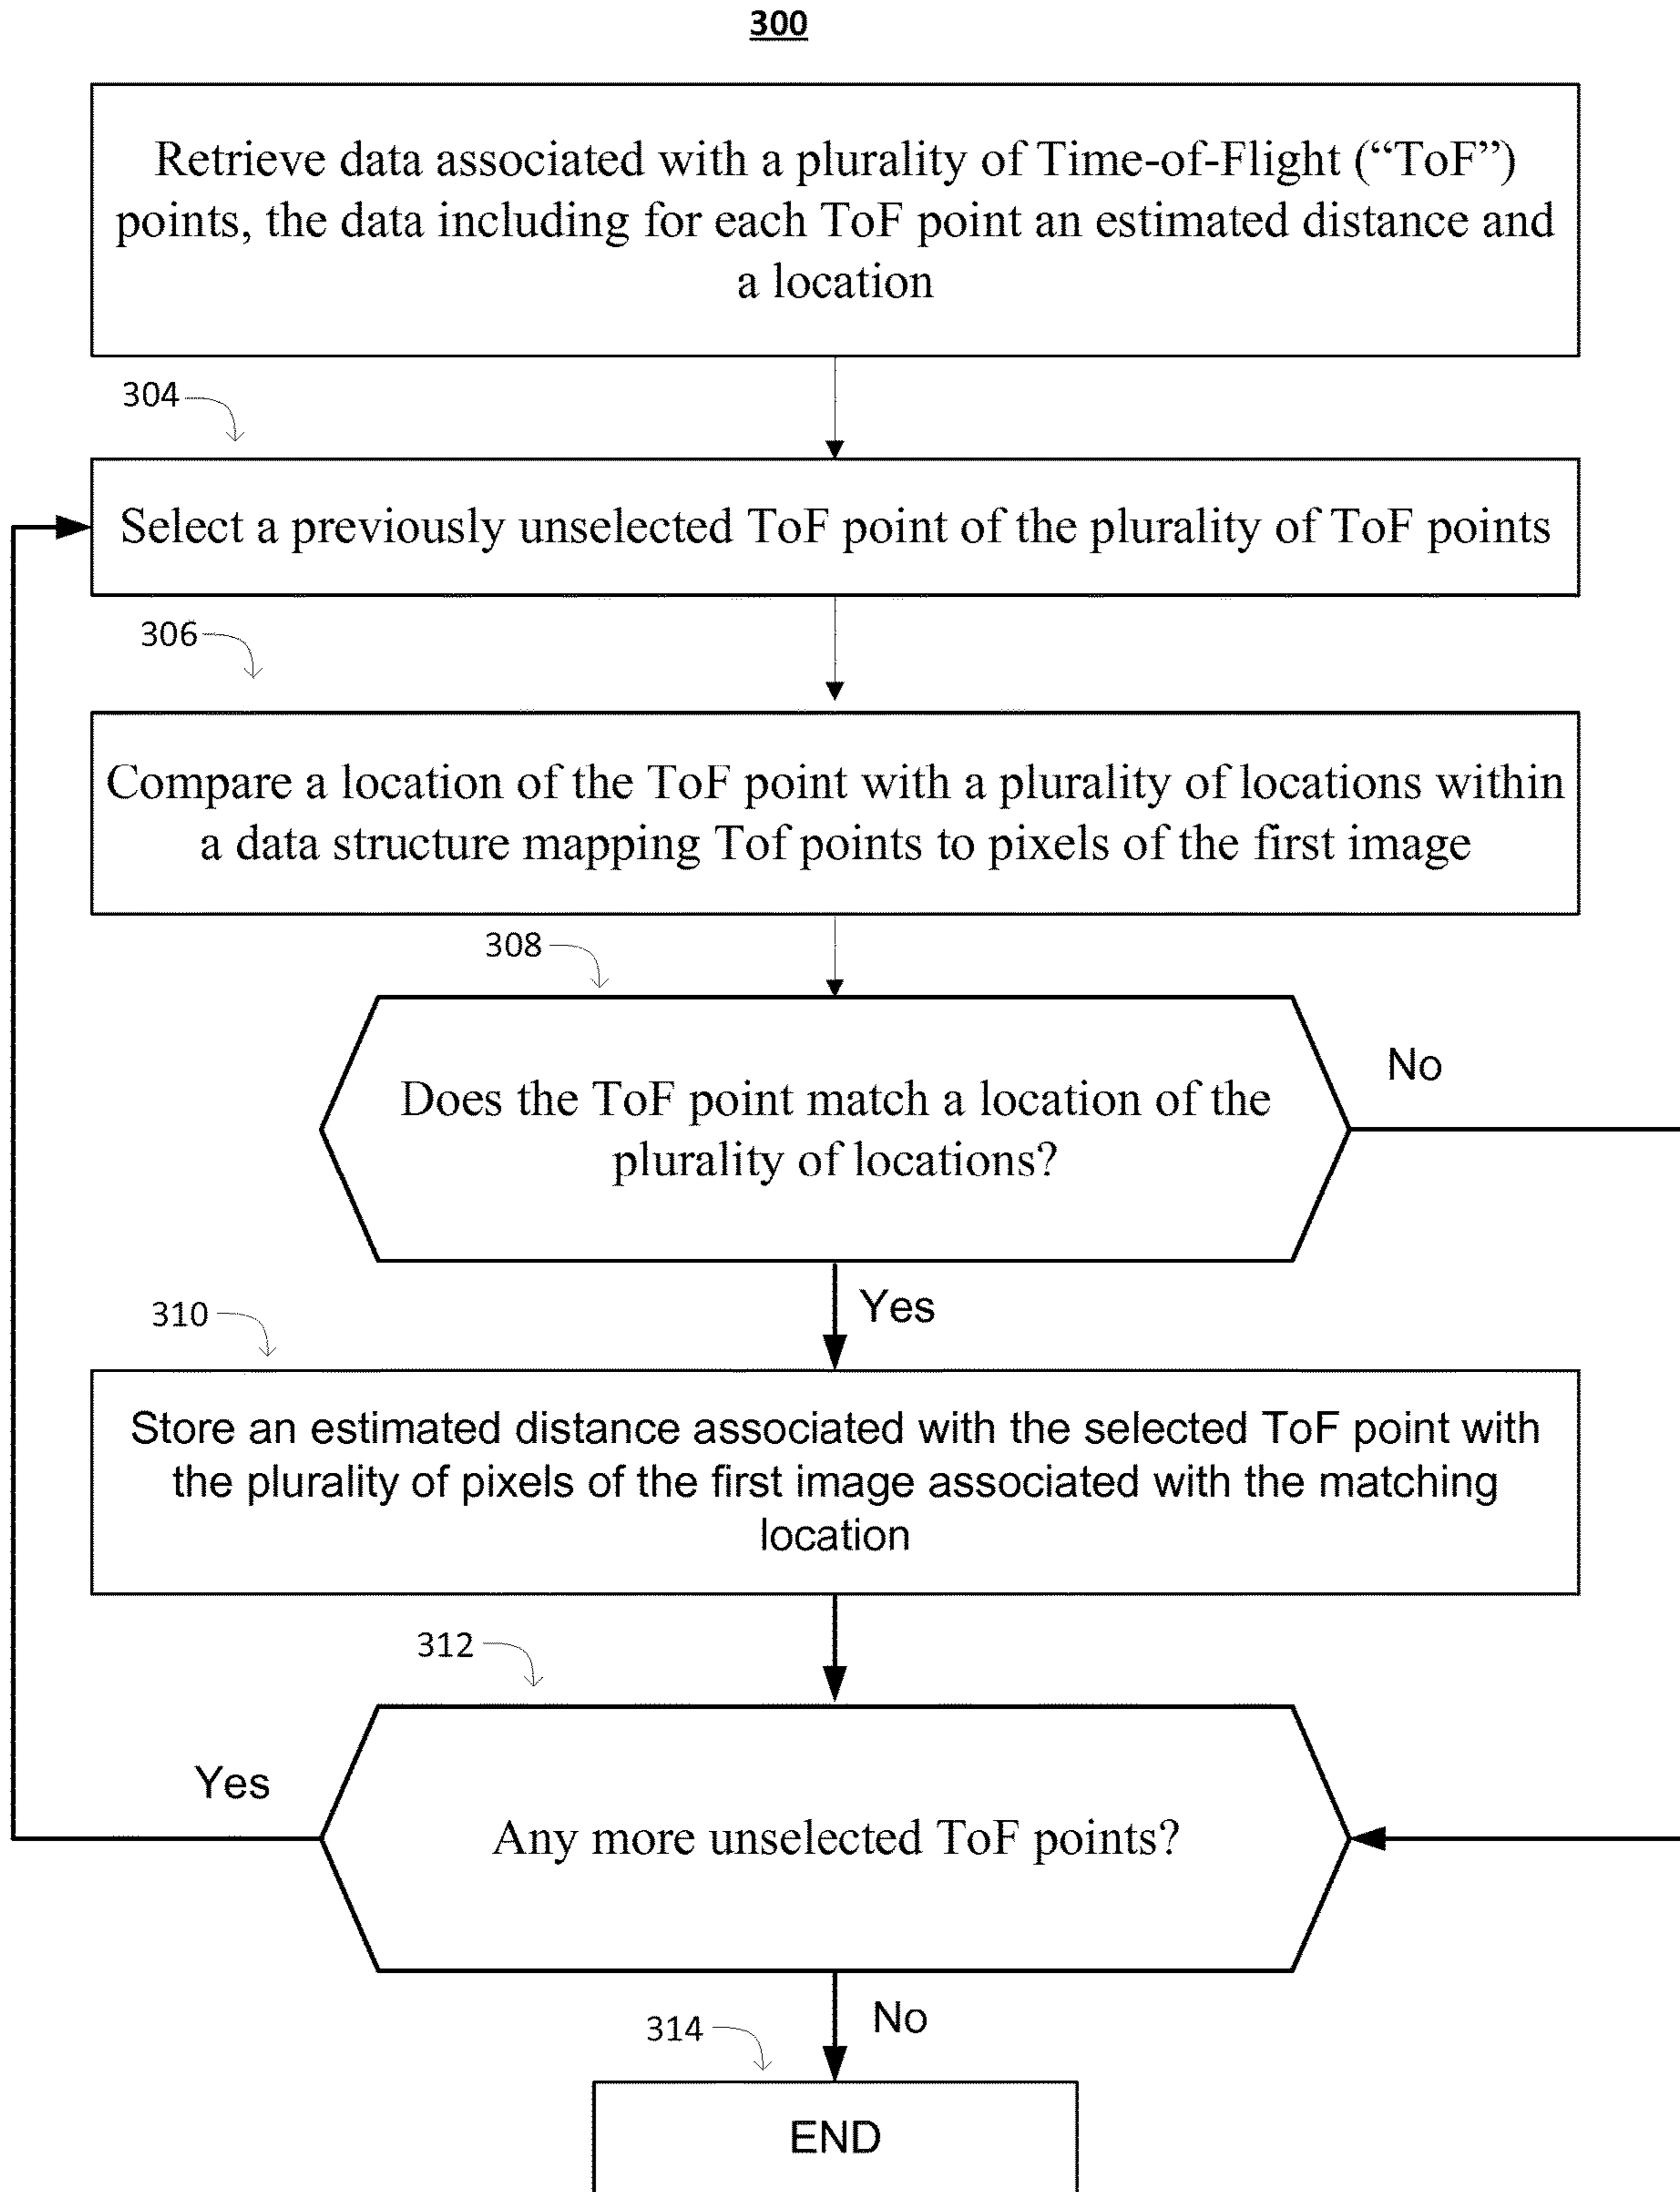 300
Retrieve data associated with a plurality of Time-of-Flight (“ToF”)
points, the data including for each ToF point an estimated distance and
a location
304
Select a previously unselected ToF point of the plurality of ToF points
306
Compare a location of the ToF point with a plurality of locations within
a data structure mapping Tof points to pixels of the first image
308
Does the ToF point match a location of the
plurality of locations?
No
Yes
310
Store an estimated distance associated with the selected ToF point with
the plurality of pixels of the first image associated with the matching
location
312
Yes
Any more unselected ToF points?
No
314
END